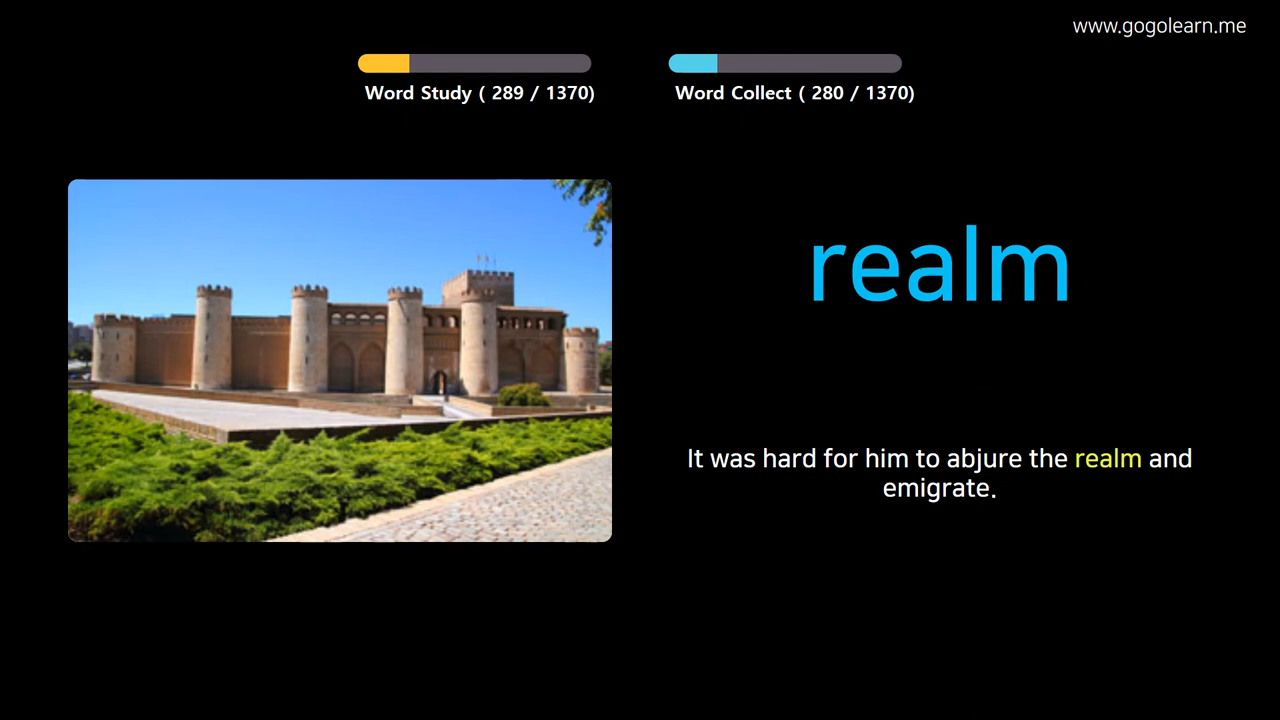 www.gogolearn.me
Word Study ( 289 / 1370)
Word Collect ( 280 / 1370)
realm
It was hard for him to abjure the realm and
emigrate.